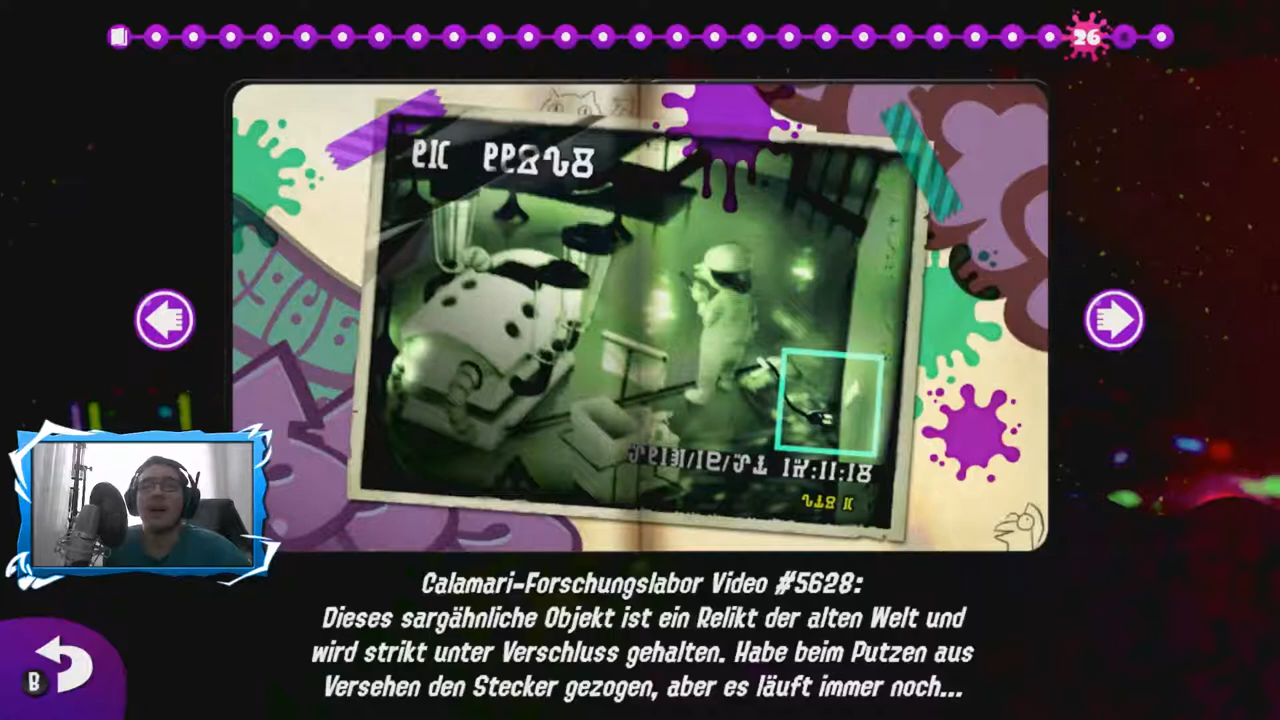 26
Calamari-Forschungslabor Video #5628:
Dieses sargähnliche Objekt ist ein Relikt der alten Welt und
wird strikt unter Verschluss gehalten. Habe beim Putzen aus
Versehen den Stecker gezogen, aber es läuft immer noch...
B